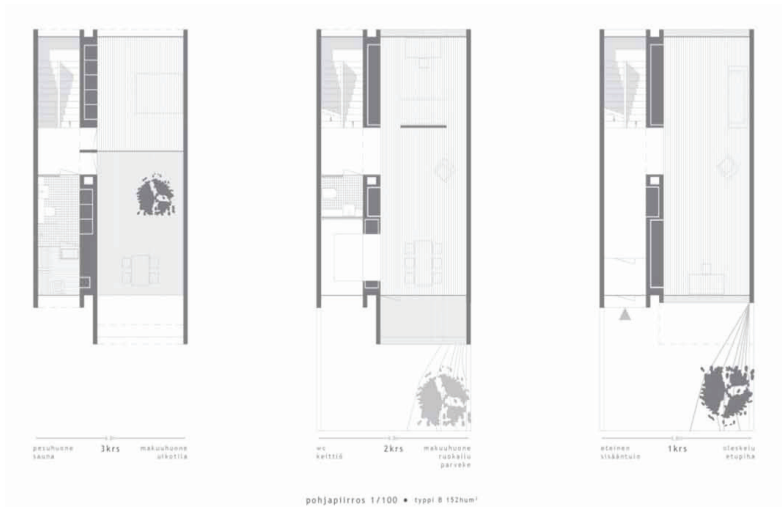 pesuhuone 3krs makuuhuone
sauna ulkotila
wc 2krs makuuhuone
keittiö ruokailu
parveke
eteinen 1krs oleskelu
sisääntulo etupiha
pohjapiirros 1/100 • tyyppi B 152hum²